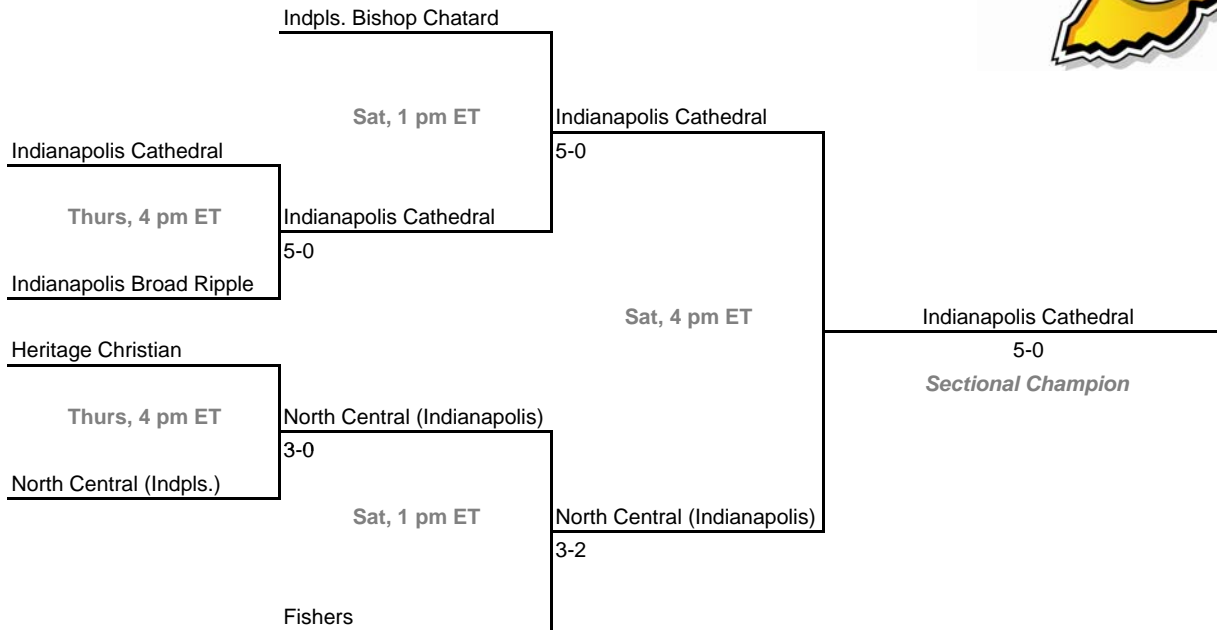 Indpls. Bishop Chatard
Sat, 1 pm ET
Indianapolis Cathedral
Indianapolis Cathedral
5-0
Thurs, 4 pm ET
Indianapolis Cathedral
5-0
Indianapolis Broad Ripple
Sat, 4 pm ET
Indianapolis Cathedral
Heritage Christian
5-0
Sectional Champion
Thurs, 4 pm ET
North Central (Indianapolis)
3-0
North Central (Indpls.)
Sat, 1 pm ET
North Central (Indianapolis)
3-2
Fishers